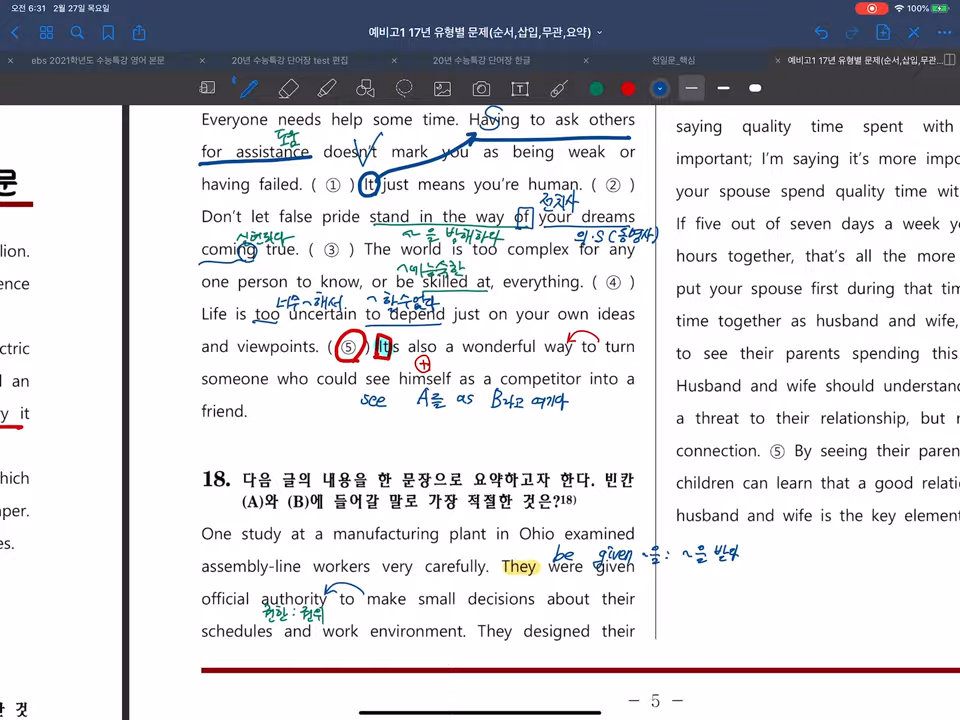 오전 6:31 2월 27일 목요일
100%
예비고1 17년 유형별 문제(순서,삽입,무관,요약)
ebs 2021학년도 수능특강 영어 본문
20년 수능특강 단어장 test 편집
20년 수능특강 단어장 한글
천일문_핵심
예비고1 17년 유형별 문제(순서,삽입,무관,...
문
lion.
ence
ctric
d an
y it
hich
aper.
es.
한 것
Everyone needs help some time. Having to ask others
S
도움
for assistance doesn't mark you as being weak or
V
having failed. ( ① ) It just means you're human. ( ② )
전치사
Don't let false pride stand in the way of your dreams
실현되다
~을 방해하다
의.S (동명사)
coming true. ( ③ ) The world is too complex for any
~에 능숙한
one person to know, or be skilled at, everything. ( ④ )
너무 ~해서
~할 수 없다
Life is too uncertain to depend just on your own ideas
and viewpoints. ( ⑤ ) It's also a wonderful way to turn
+
someone who could see himself as a competitor into a
see A를 as B라고 여기다
friend.
18. 다음 글의 내용을 한 문장으로 요약하고자 한다. 빈칸
(A)와 (B)에 들어갈 말로 가장 적절한 것은?18)
One study at a manufacturing plant in Ohio examined
be given ~을 : ~을 받다
assembly-line workers very carefully. They were given
official authority to make small decisions about their
권한 : 권위
schedules and work environment. They designed their
saying quality time spent with
important; I'm saying it's more impo
your spouse spend quality time wit
If five out of seven days a week yo
hours together, that's all the more
put your spouse first during that tim
time together as husband and wife,
to see their parents spending this
Husband and wife should understan
a threat to their relationship, but r
connection. ⑤ By seeing their paren
children can learn that a good relati
husband and wife is the key elemen
- 5 -